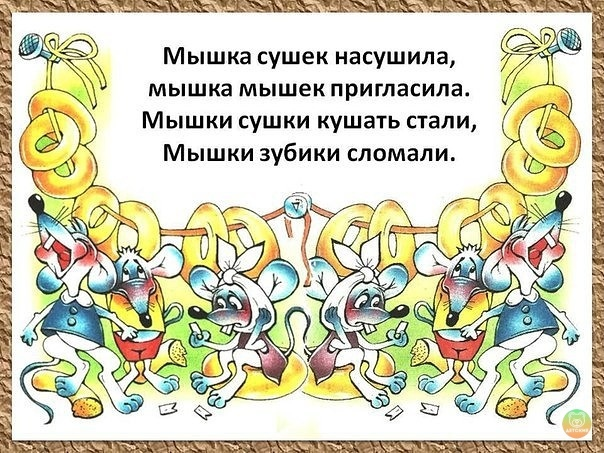 Мышка сушек насушила,
мышка мышек пригласила.
Мышки сушки кушать стали,
Мышки зубики сломали.